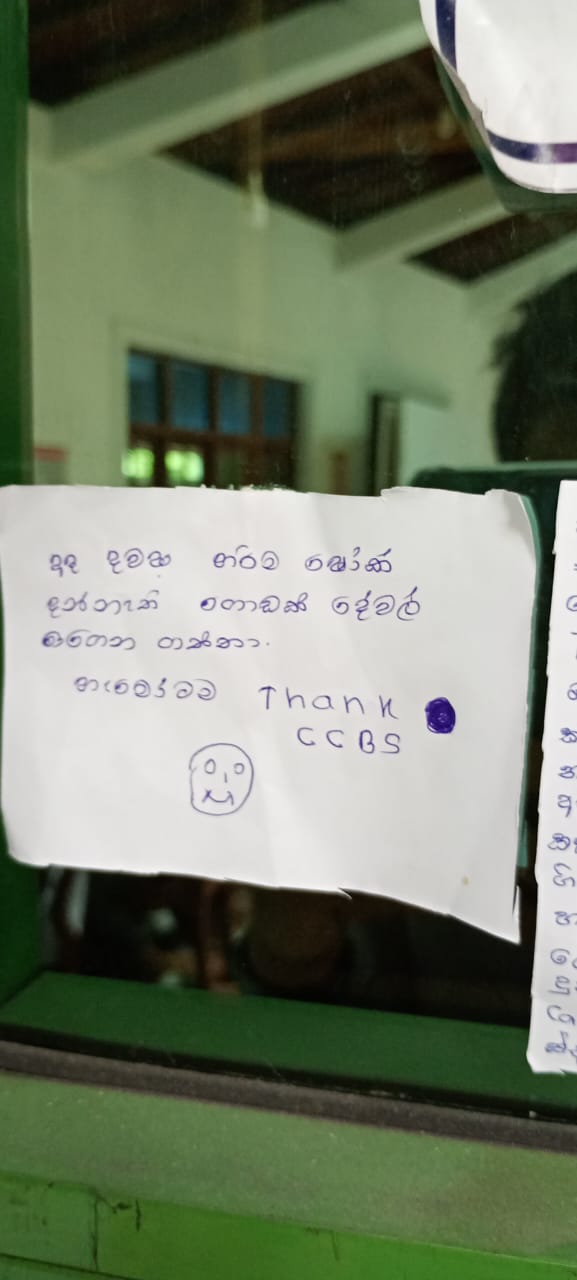 අද දවස හරිම ෂෝක්
දන්නැති ගොඩක් දේවල්
ඉගෙන ගත්තා.
හැමෝටම Thank
CCBS